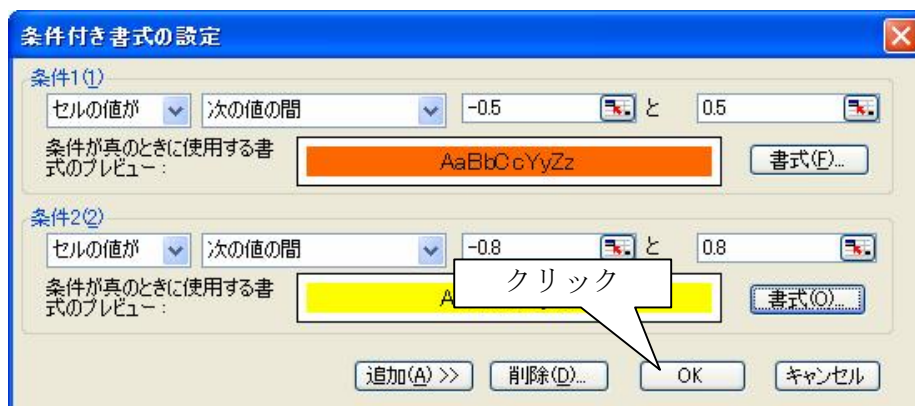 条件付き書式の設定
条件1(1)
セルの値が 次の値の間 -0.5 と 0.5
条件が真のときに使用する書
式のプレビュー： AaBbCcYyZz 書式(F)...
条件2(2)
セルの値が 次の値の間 -0.8 と 0.8
クリック
条件が真のときに使用する書
式のプレビュー： A 書式(O)...
追加(A) >> 削除(D)... OK キャンセル